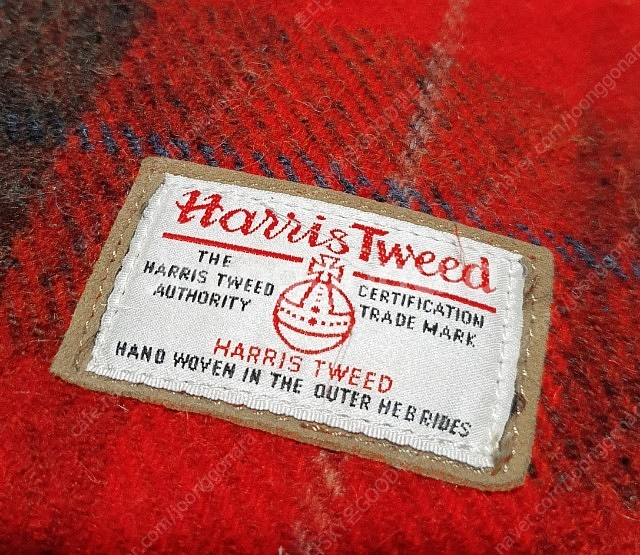 Harris Tweed
THE
HARRIS TWEED
AUTHORITY
CERTIFICATION
TRADE MARK
HARRIS TWEED
HAND WOVEN IN THE OUTER HEBRIDES